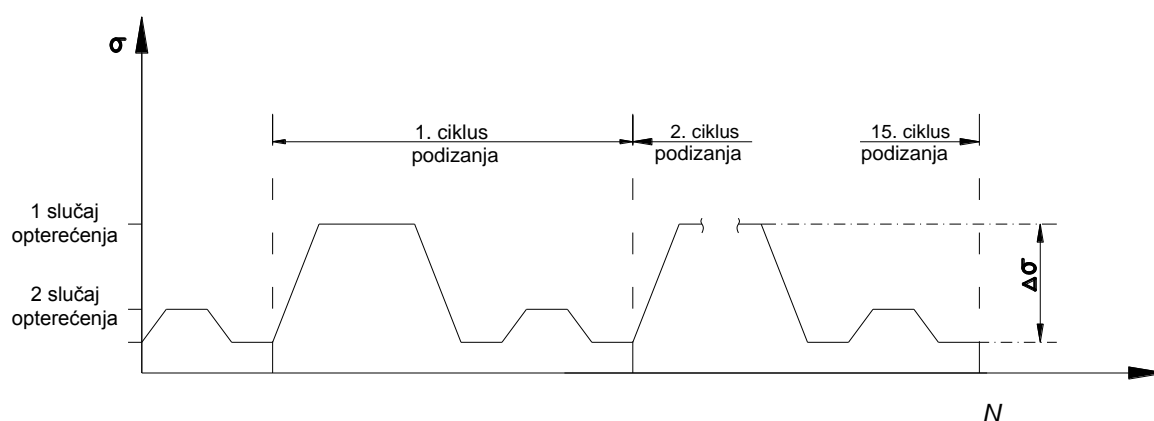 σ
1. ciklus
podizanja
2. ciklus
podizanja
15. ciklus
podizanja
1 slučaj
opterećenja
2 slučaj
opterećenja
Δσ
N